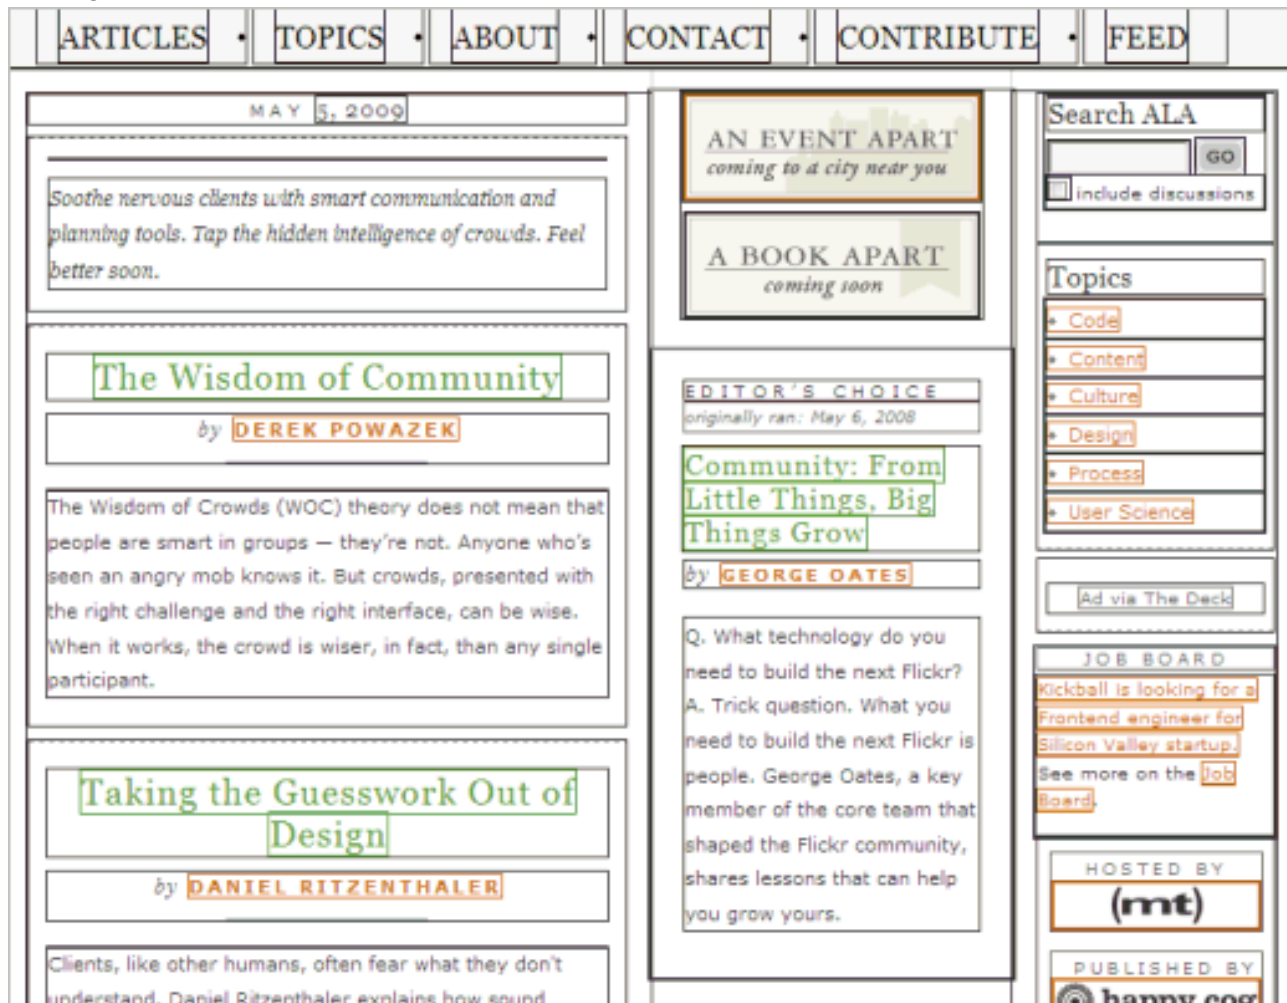 ARTICLES • TOPICS • ABOUT • CONTACT • CONTRIBUTE • FEED
MAY 5, 2009
Soothe nervous clients with smart communication and
planning tools. Tap the hidden intelligence of crowds. Feel
better soon.
The Wisdom of Community
by DEREK POWAZEK
The Wisdom of Crowds (WOC) theory does not mean that
people are smart in groups — they're not. Anyone who's
seen an angry mob knows it. But crowds, presented with
the right challenge and the right interface, can be wise.
When it works, the crowd is wiser, in fact, than any single
participant.
Taking the Guesswork Out of
Design
by DANIEL RITZENTHALER
Clients, like other humans, often fear what they don't
understand. Daniel Ritzenthaler explains how sound
AN EVENT APART
coming to a city near you
A BOOK APART
coming soon
EDITOR'S CHOICE
originally ran: May 6, 2008
Community: From
Little Things, Big
Things Grow
by GEORGE OATES
Q. What technology do you
need to build the next Flickr?
A. Trick question. What you
need to build the next Flickr is
people. George Oates, a key
member of the core team that
shaped the Flickr community,
shares lessons that can help
you grow yours.
Search ALA
GO
include discussions
Topics
• Code
• Content
• Culture
• Design
• Process
• User Science
Ad via The Deck
JOB BOARD
Kickball is looking for a
Frontend engineer for
Silicon Valley startup.
See more on the Job
Board.
HOSTED BY
(mt)
PUBLISHED BY
happy cog